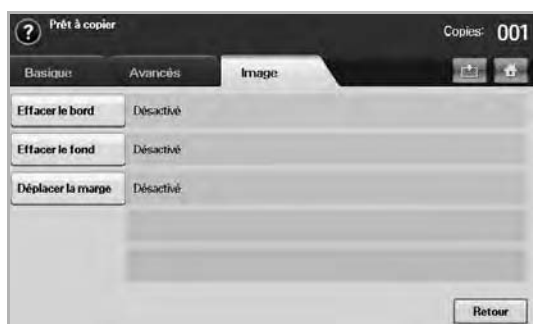 ? Prêt à copier
Copies: 001
Basique Avancés Image
Effacer le bord Désactivé
Effacer le fond Désactivé
Déplacer la marge Désactivé
Retour